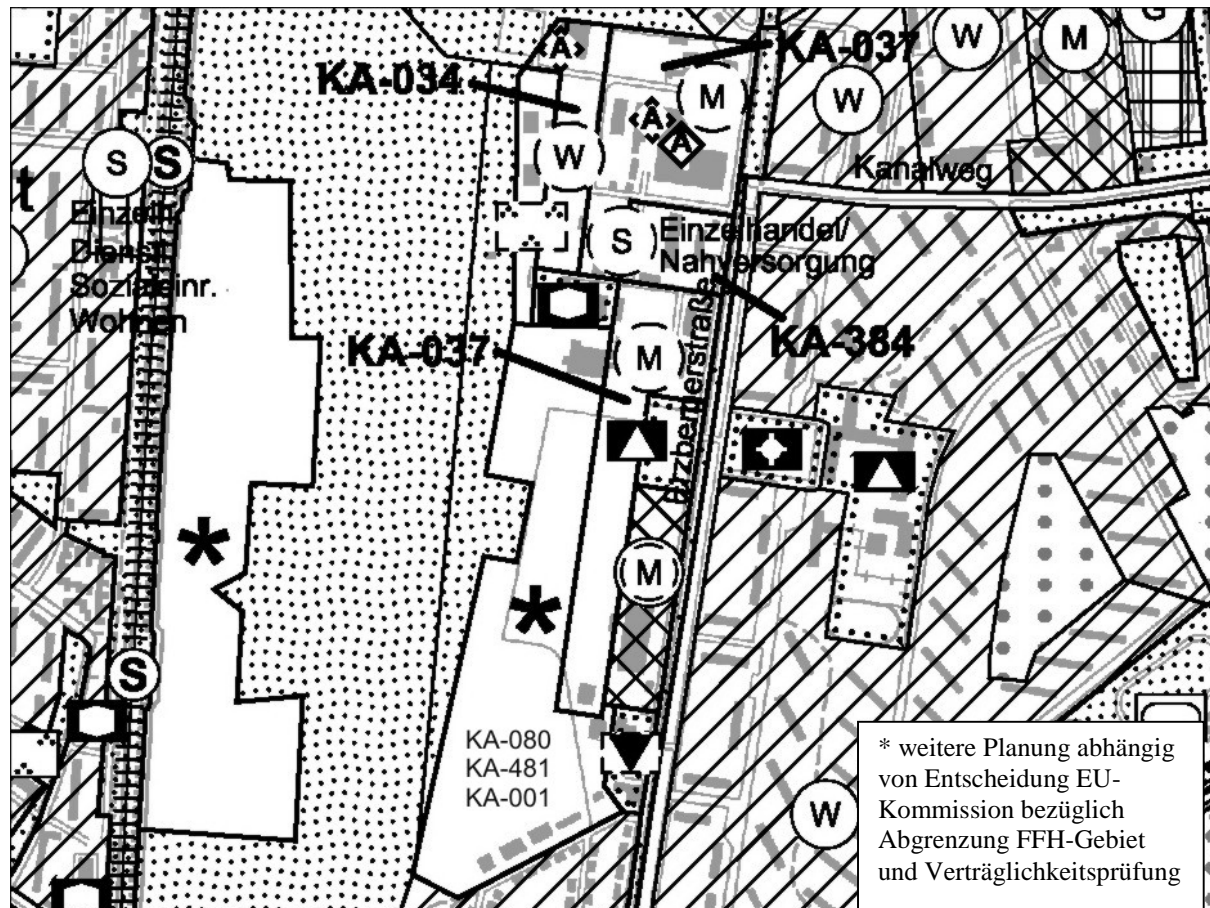 G
W
M
KA-037
Â
KA-034
M
W
Â
A
S
S
W
Kanalweg
t
Einzelh.
Dienstl.
Sozialeinr.
Wohnen
S
Einzelhandel/
Nahversorgung
KA-384
KA-037
M
Erzbergerstraße
*
M
*
S
KA-080
KA-481
KA-001
W
* weitere Planung abhängig
von Entscheidung EU-
Kommission bezüglich
Abgrenzung FFH-Gebiet
und Verträglichkeitsprüfung